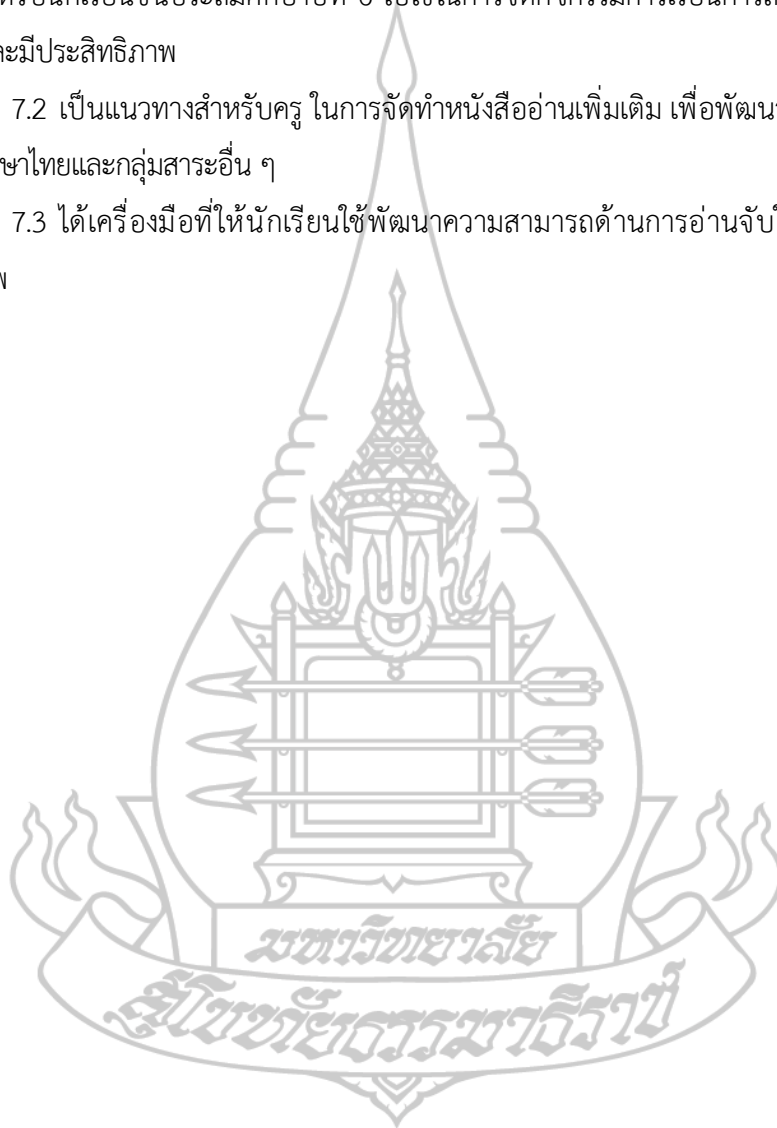 และมีประสิทธิภาพ
7.2 เป็นแนวทางสำหรับครู ในการจัดทำหนังสืออ่านเพิ่มเติม เพื่อพัฒนา
ษาไทยและกลุ่มสาระอื่น ๆ
7.3 ได้เครื่องมือที่ให้นักเรียนใช้พัฒนาความสามารถด้านการอ่านจับใ
พ
มหาวิทยาลัย
สุโขทัยธรรมาธิราช